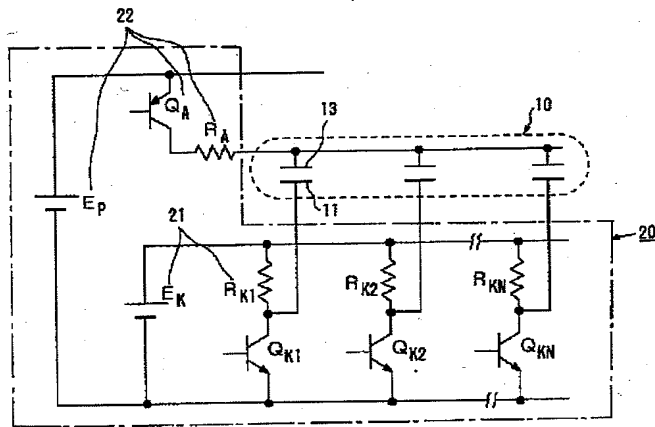 22
Q_A
R_A
13
10
11
E_P
21
20
E_K
R_K1
R_K2
R_KN
Q_K1
Q_K2
Q_KN